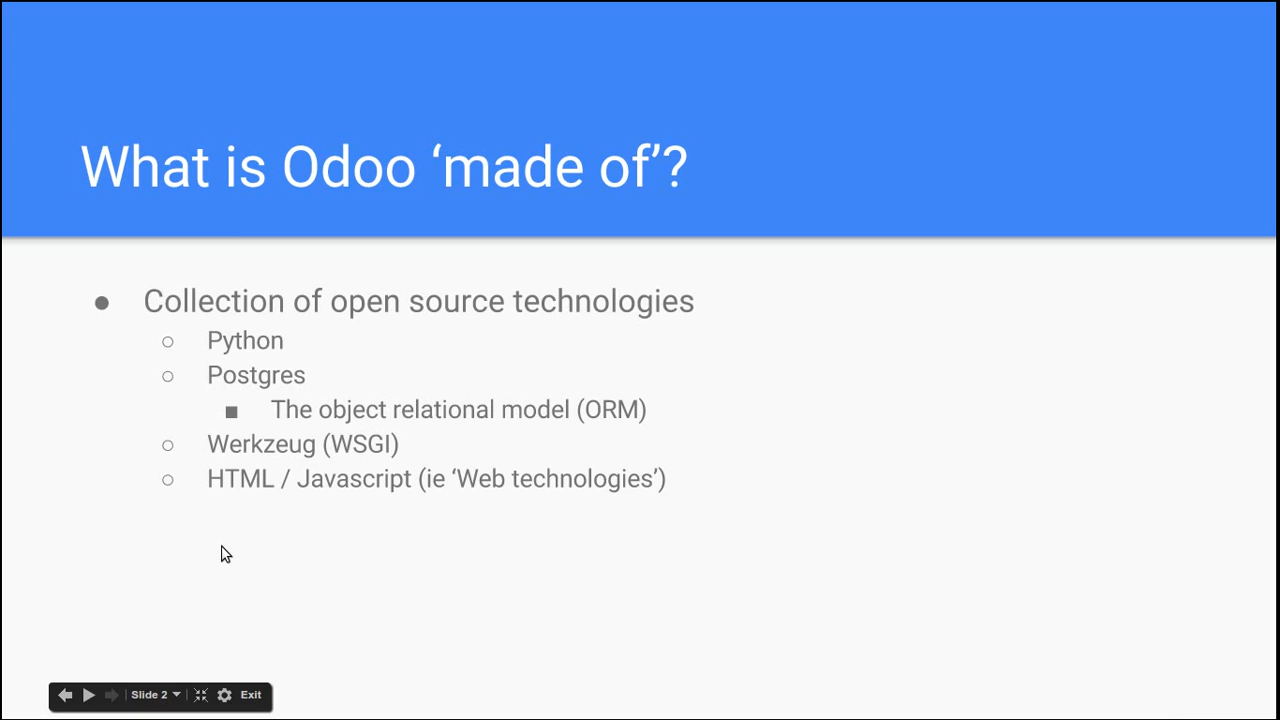 What is Odoo ‘made of’?
● Collection of open source technologies
○ Python
○ Postgres
■ The object relational model (ORM)
○ Werkzeug (WSGI)
○ HTML / Javascript (ie ‘Web technologies’)
Slide 2 Exit